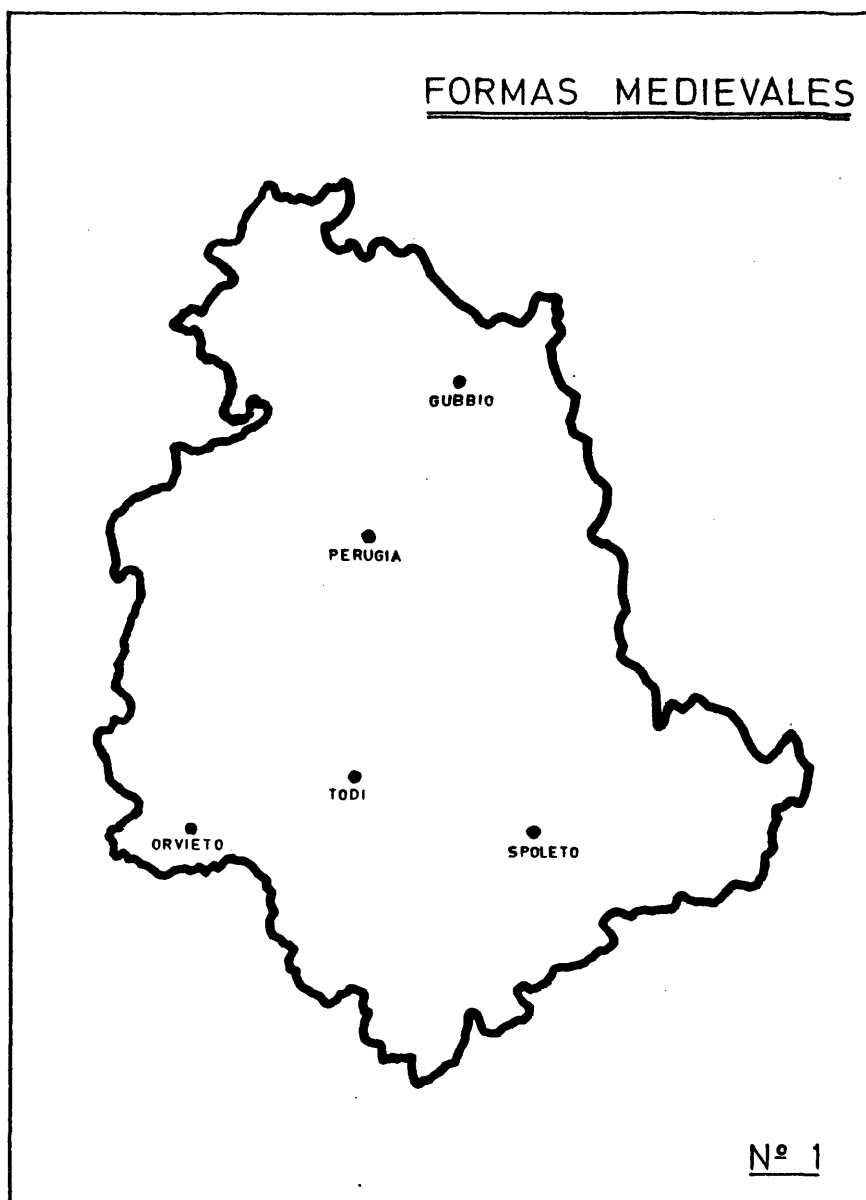 FORMAS MEDIEVALES
GUBBIO
PERUGIA
TODI
ORVIETO
SPOLETO
Nº 1